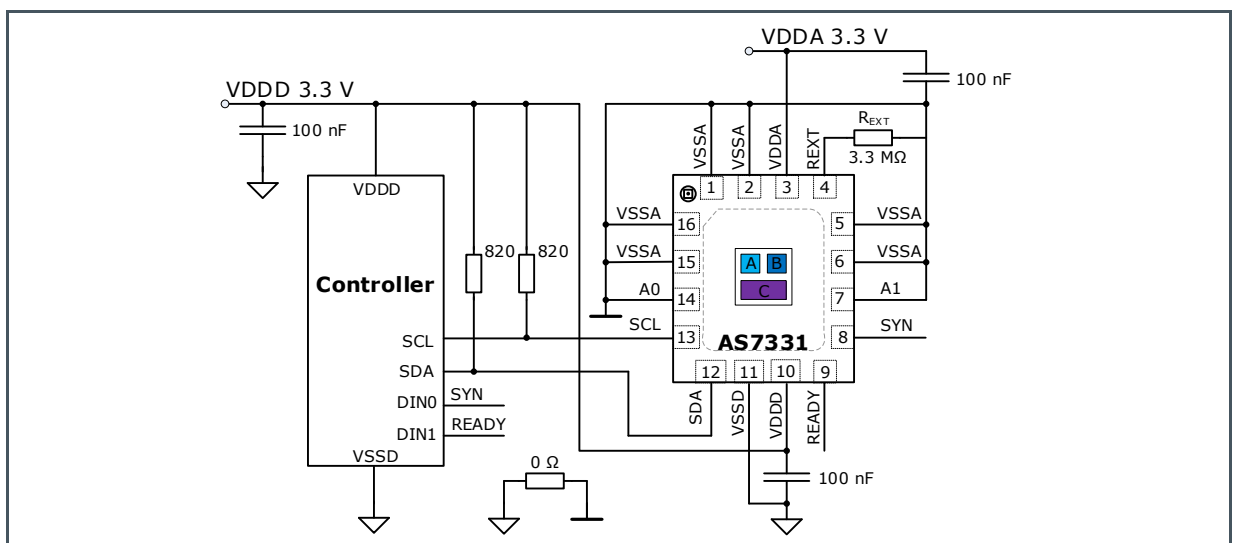 VDDA 3.3 V
100 nF
VDDD 3.3 V
100 nF
VSSA
VSSA
VDDA
REXT
REXT
3.3 MΩ
VDDD
1
2
3
4
VSSA
16
5
VSSA
820
820
VSSA
15
A
B
6
VSSA
Controller
A0
14
C
7
A1
SCL
SCL
13
AS7331
8
SYN
SDA
12
11
10
9
DIN0
SYN
SDA
VSSD
VDDD
READY
DIN1
READY
VSSD
0 Ω
100 nF